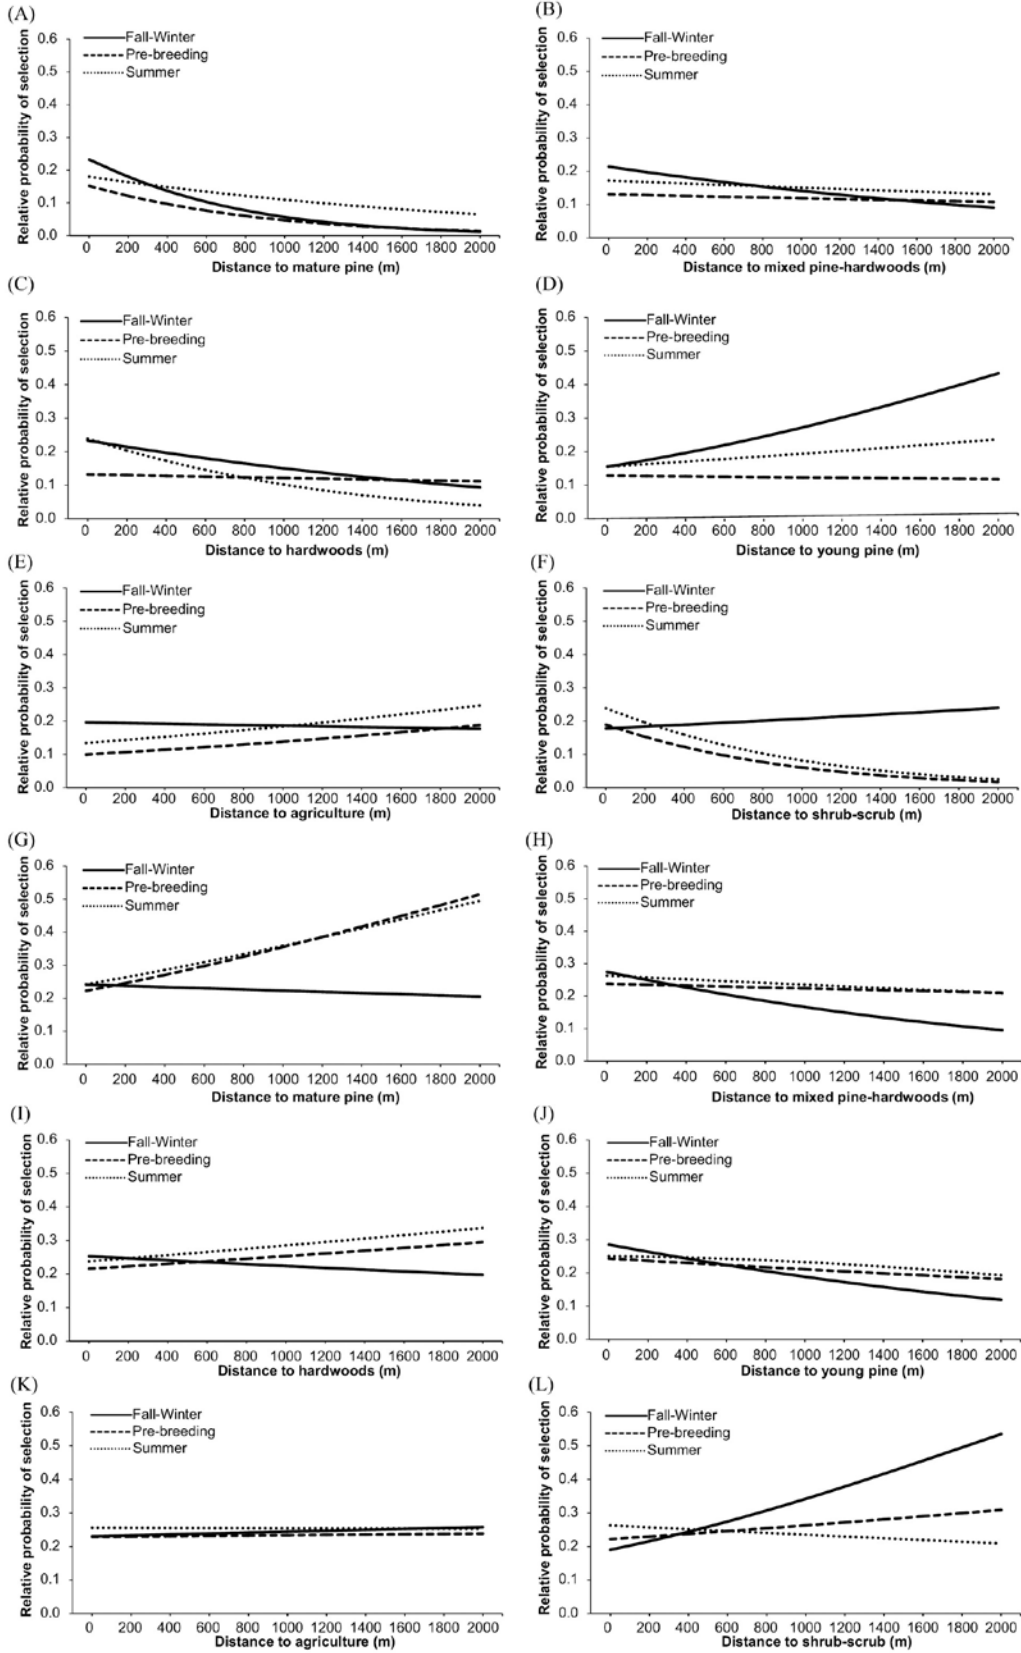 (A)
Relative probability of selection
0.6
0.5
0.4
0.3
0.2
0.1
0.0
Fall-Winter
Pre-breeding
Summer
0 200 400 600 800 1000 1200 1400 1600 1800 2000
Distance to mature pine (m)
(B)
Relative probability of selection
0.6
0.5
0.4
0.3
0.2
0.1
0.0
Fall-Winter
Pre-breeding
Summer
0 200 400 600 800 1000 1200 1400 1600 1800 2000
Distance to mixed pine-hardwoods (m)
(C)
Relative probability of selection
0.6
0.5
0.4
0.3
0.2
0.1
0.0
Fall-Winter
Pre-breeding
Summer
0 200 400 600 800 1000 1200 1400 1600 1800 2000
Distance to hardwoods (m)
(D)
Relative probability of selection
0.6
0.5
0.4
0.3
0.2
0.1
0.0
Fall-Winter
Pre-breeding
Summer
0 200 400 600 800 1000 1200 1400 1600 1800 2000
Distance to young pine (m)
(E)
Relative probability of selection
0.6
0.5
0.4
0.3
0.2
0.1
0.0
Fall-Winter
Pre-breeding
Summer
0 200 400 600 800 1000 1200 1400 1600 1800 2000
Distance to agriculture (m)
(F)
Relative probability of selection
0.6
0.5
0.4
0.3
0.2
0.1
0.0
Fall-Winter
Pre-breeding
Summer
0 200 400 600 800 1000 1200 1400 1600 1800 2000
Distance to shrub-scrub (m)
(G)
Relative probability of selection
0.6
0.5
0.4
0.3
0.2
0.1
0.0
Fall-Winter
Pre-breeding
Summer
0 200 400 600 800 1000 1200 1400 1600 1800 2000
Distance to mature pine (m)
(H)
Relative probability of selection
0.6
0.5
0.4
0.3
0.2
0.1
0.0
Fall-Winter
Pre-breeding
Summer
0 200 400 600 800 1000 1200 1400 1600 1800 2000
Distance to mixed pine-hardwoods (m)
(I)
Relative probability of selection
0.6
0.5
0.4
0.3
0.2
0.1
0.0
Fall-Winter
Pre-breeding
Summer
0 200 400 600 800 1000 1200 1400 1600 1800 2000
Distance to hardwoods (m)
(J)
Relative probability of selection
0.6
0.5
0.4
0.3
0.2
0.1
0.0
Fall-Winter
Pre-breeding
Summer
0 200 400 600 800 1000 1200 1400 1600 1800 2000
Distance to young pine (m)
(K)
Relative probability of selection
0.6
0.5
0.4
0.3
0.2
0.1
0.0
Fall-Winter
Pre-breeding
Summer
0 200 400 600 800 1000 1200 1400 1600 1800 2000
Distance to agriculture (m)
(L)
Relative probability of selection
0.6
0.5
0.4
0.3
0.2
0.1
0.0
Fall-Winter
Pre-breeding
Summer
0 200 400 600 800 1000 1200 1400 1600 1800 2000
Distance to shrub-scrub (m)